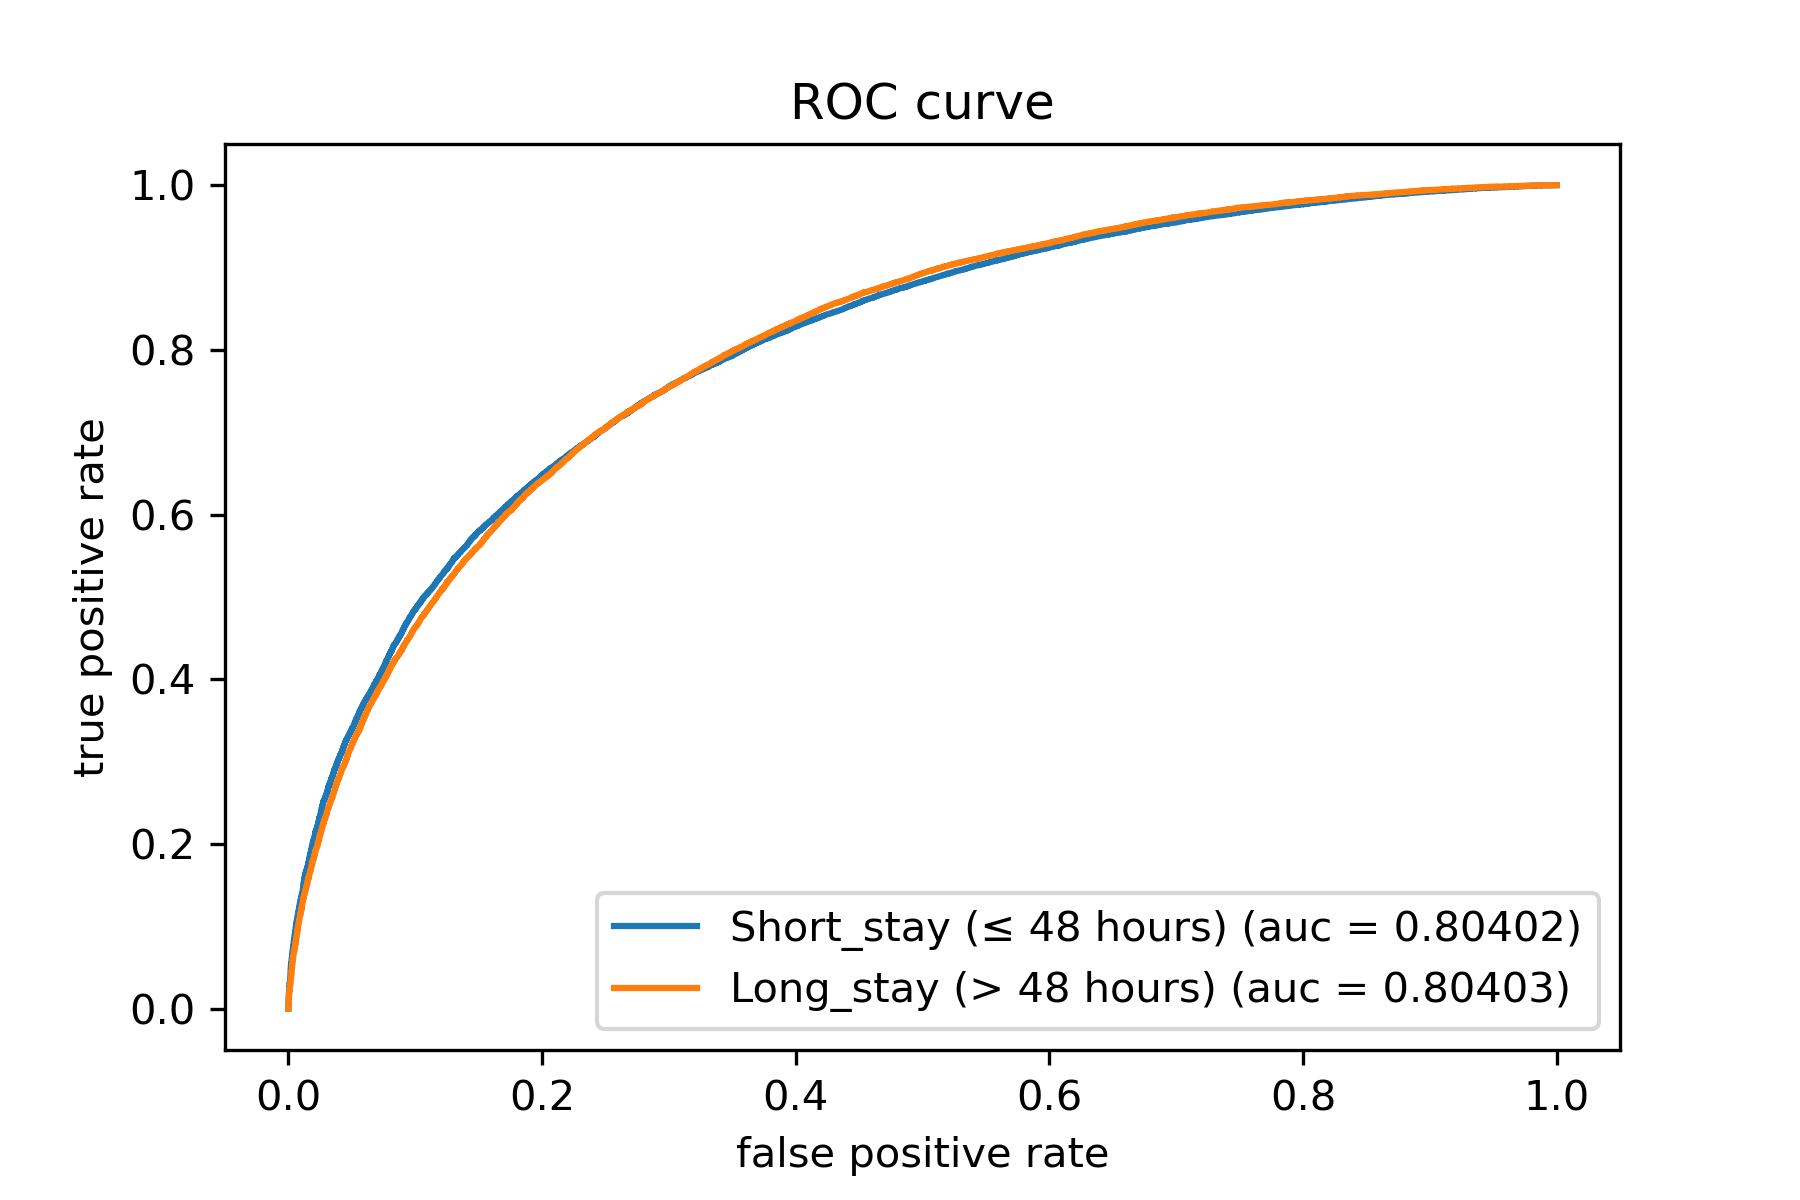 ROC curve
1.0
0.8
0.6
0.4
0.2
0.0
true positive rate
Short_stay (≤ 48 hours) (auc = 0.80402)
Long_stay (> 48 hours) (auc = 0.80403)
0.0 0.2 0.4 0.6 0.8 1.0
false positive rate